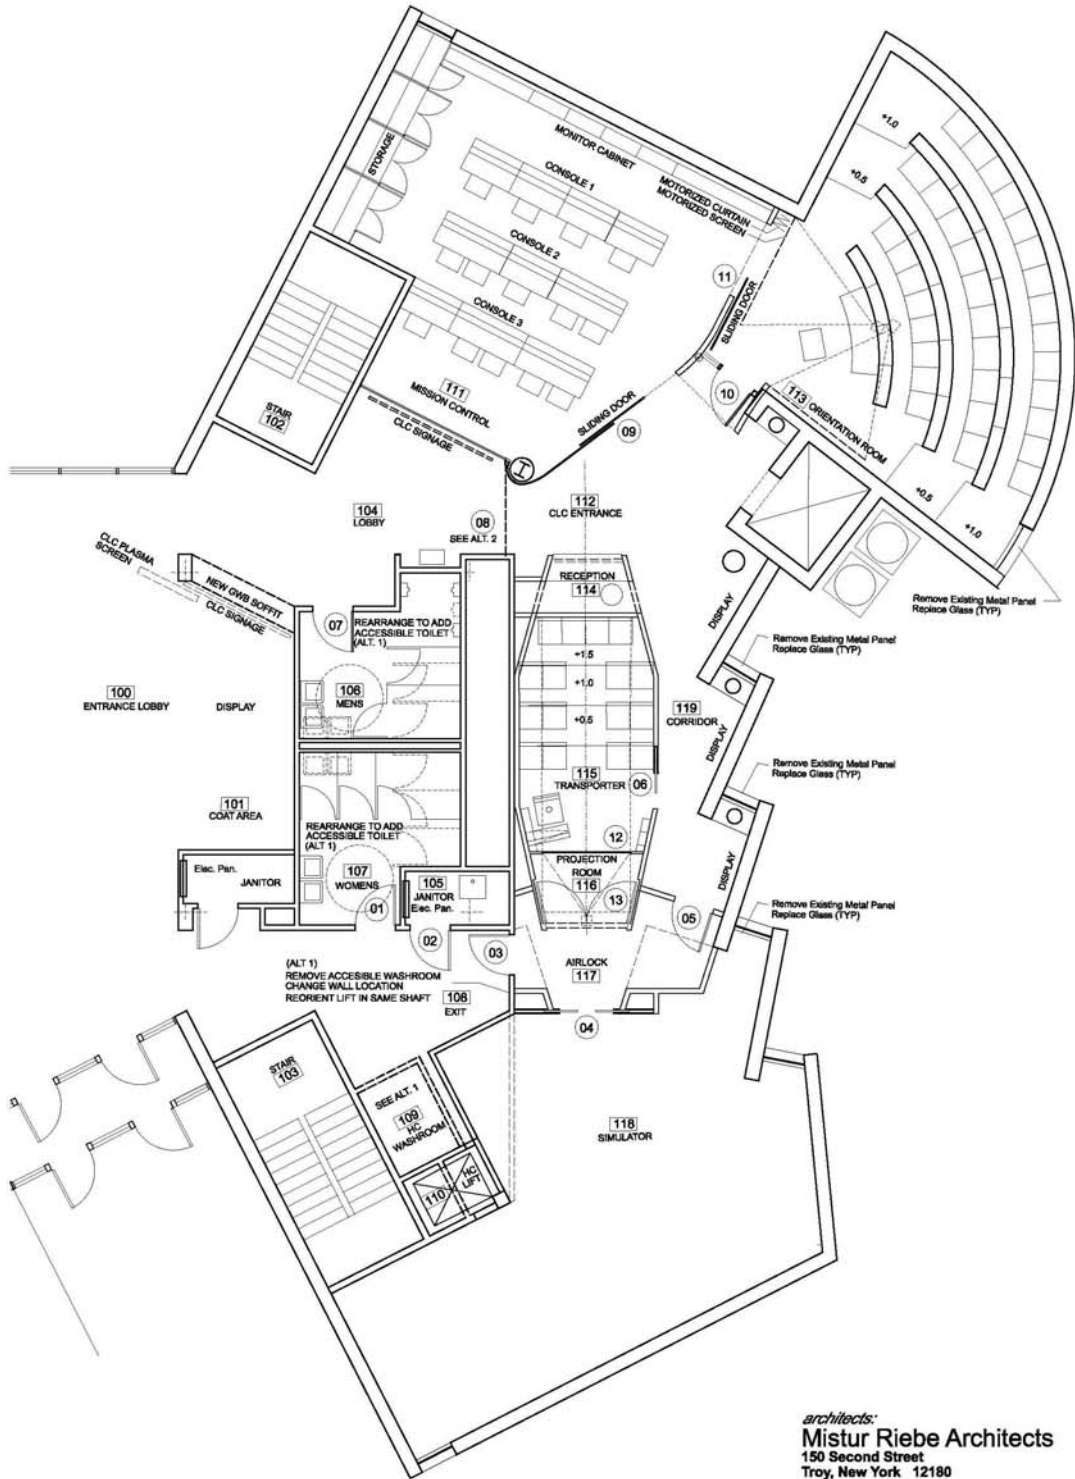 STORAGE
MONITOR CABINET
MOTORIZED CURTAIN
MOTORIZED SCREEN
CONSOLE 1
CONSOLE 2
CONSOLE 3
+1.0
+0.5
11
SLIDING DOOR
10
113 ORIENTATION ROOM
+0.5
+1.0
111
MISSION CONTROL
CLC SIGNAGE
STAIR
102
SLIDING DOOR
09
112
CLC ENTRANCE
104
LOBBY
08
SEE ALT. 2
CLC PLASMA
SCREEN
NEW GWB SOFFIT
CLC SIGNAGE
RECEPTION
114
DISPLAY
Remove Existing Metal Panel
Replace Glass (TYP)
07
REARRANGE TO ADD
ACCESSIBLE TOILET
(ALT. 1)
+1.5
+1.0
+0.5
Remove Existing Metal Panel
Replace Glass (TYP)
106
MENS
100
ENTRANCE LOBBY
DISPLAY
119
CORRIDOR
DISPLAY
115
TRANSPORTER
06
Remove Existing Metal Panel
Replace Glass (TYP)
101
COAT AREA
REARRANGE TO ADD
ACCESSIBLE TOILET
(ALT 1)
12
Elec. Pan.
JANITOR
107
WOMENS
105
JANITOR
Elec. Pan.
PROJECTION
ROOM
116
DISPLAY
01
13
05
Remove Existing Metal Panel
Replace Glass (TYP)
02
03
(ALT 1)
REMOVE ACCESIBLE WASHROOM
CHANGE WALL LOCATION
REORIENT LIFT IN SAME SHAFT
AIRLOCK
117
108
EXIT
04
STAIR
103
SEE ALT. 1
109
HC
WASHROOM
118
SIMULATOR
110
HC
LIFT
architects:
Mistur Riebe Architects
150 Second Street
Troy, New York 12180